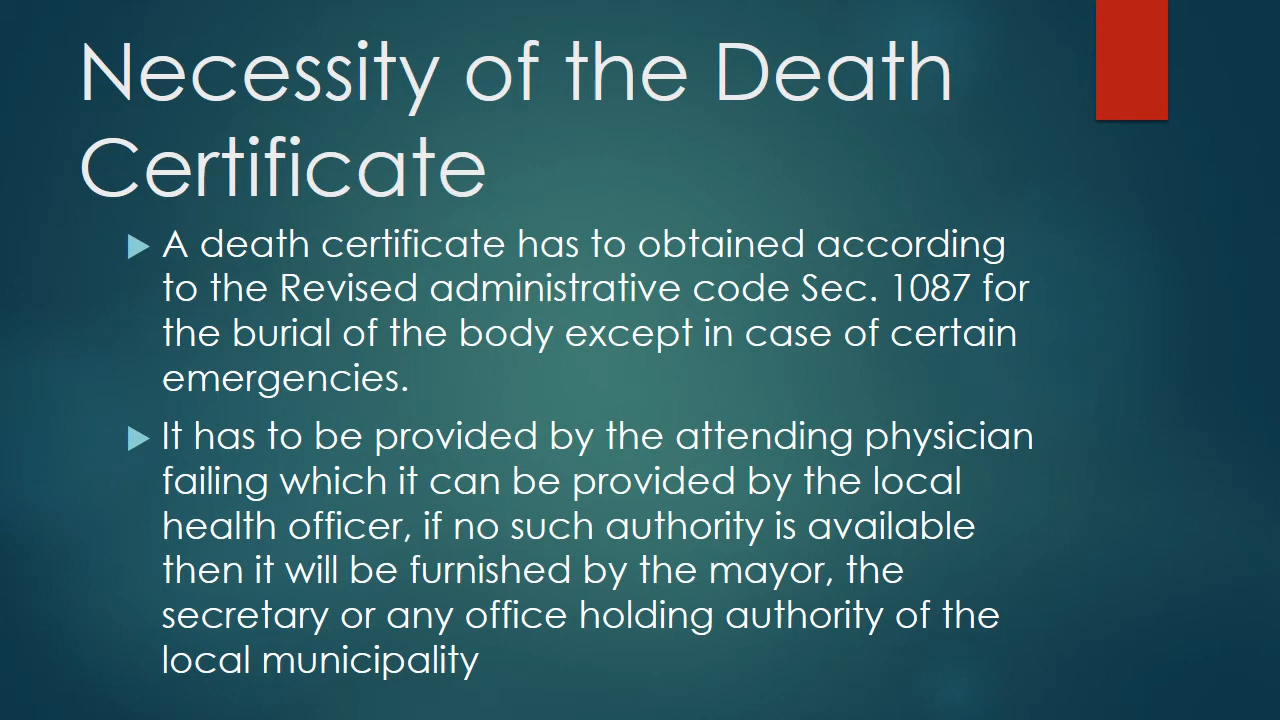 Necessity of the Death
Certificate
A death certificate has to obtained according
to the Revised administrative code Sec. 1087 for
the burial of the body except in case of certain
emergencies.
It has to be provided by the attending physician
failing which it can be provided by the local
health officer, if no such authority is available
then it will be furnished by the mayor, the
secretary or any office holding authority of the
local municipality